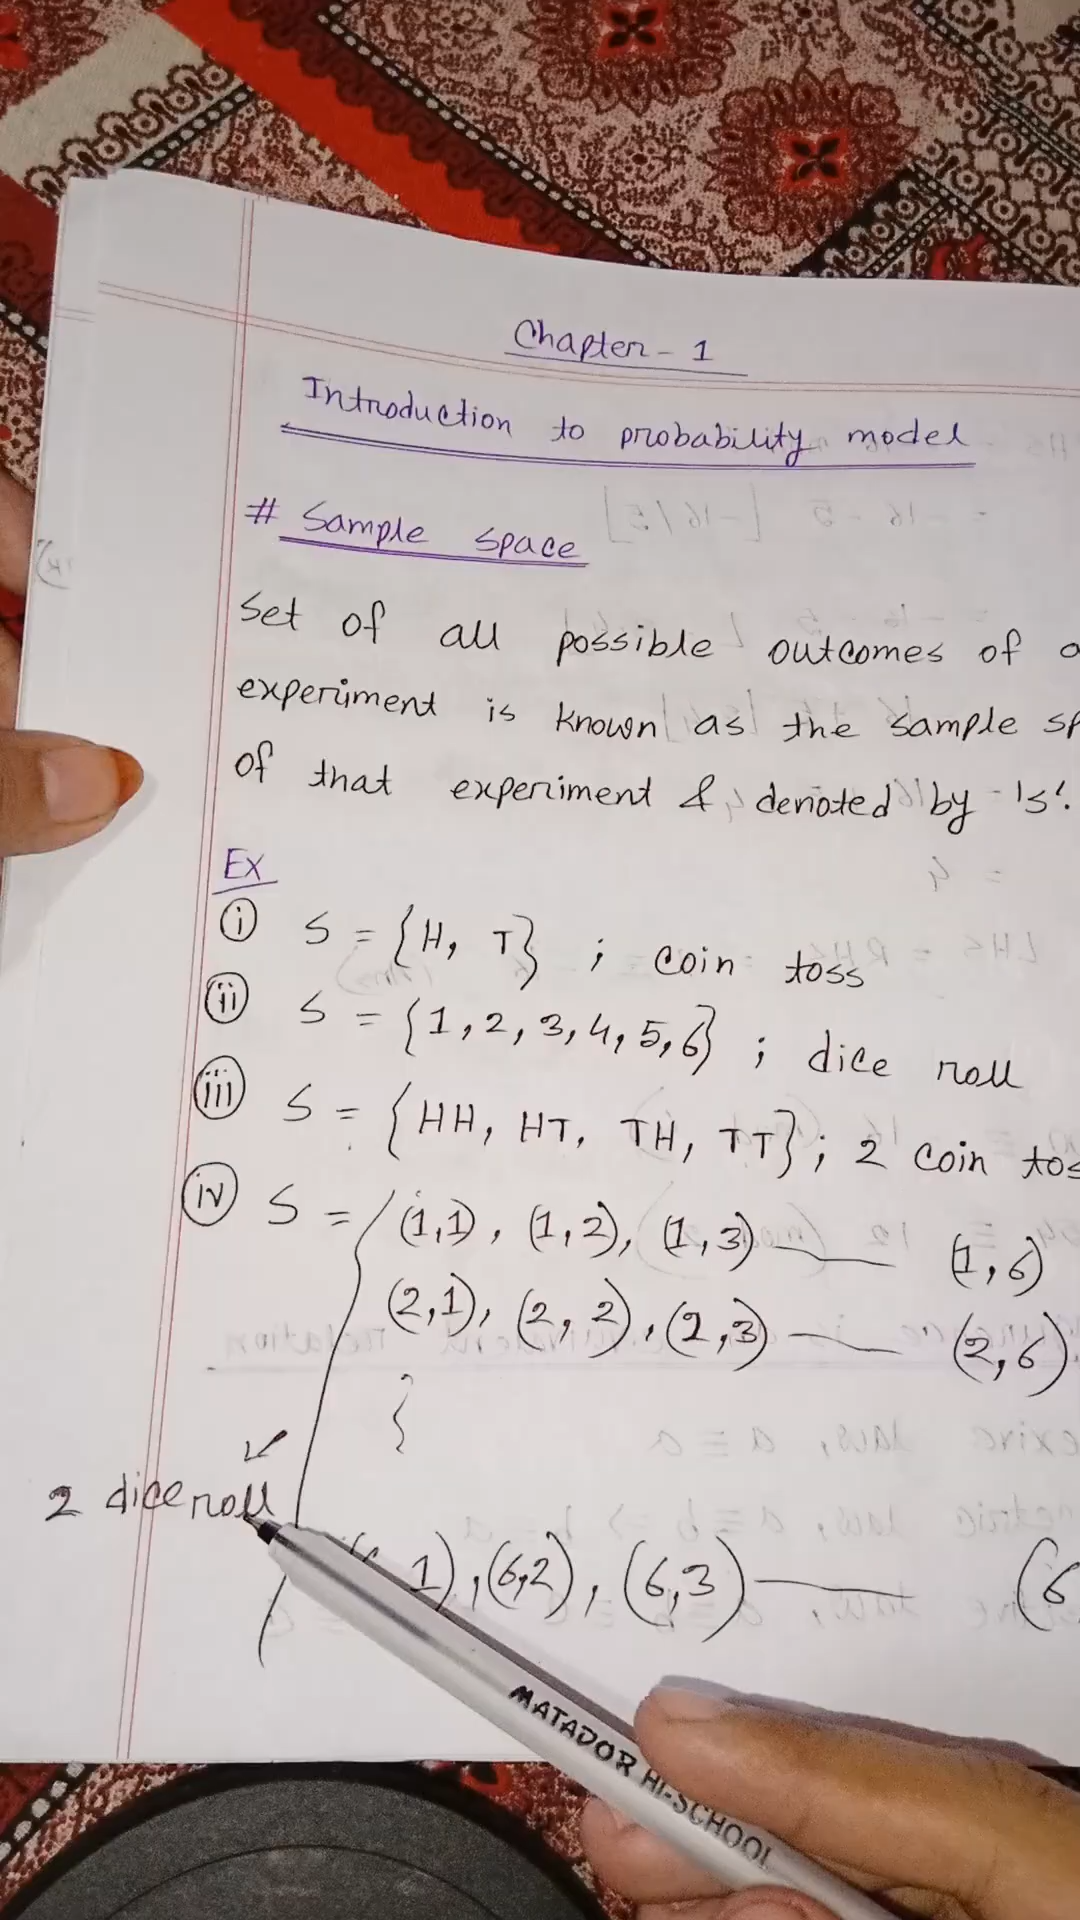 Chapter - 1
Introduction to probability model
# Sample space
Set of all possible outcomes of
experiment is known as the sample
of that experiment & denoted by 's'.
Ex
(i) S = {H, T} ; coin toss
(ii) S = {1, 2, 3, 4, 5, 6} ; dice roll
(iii) S = {HH, HT, TH, TT} ; 2 coin
(iv) S = { (1,1), (1,2), (1,3) — (1,6)
(2,1), (2,2), (2,3) — (2,6)
2 dice roll
1), (6,2), (6,3) — (6
MATADOR HI-SCHOOL